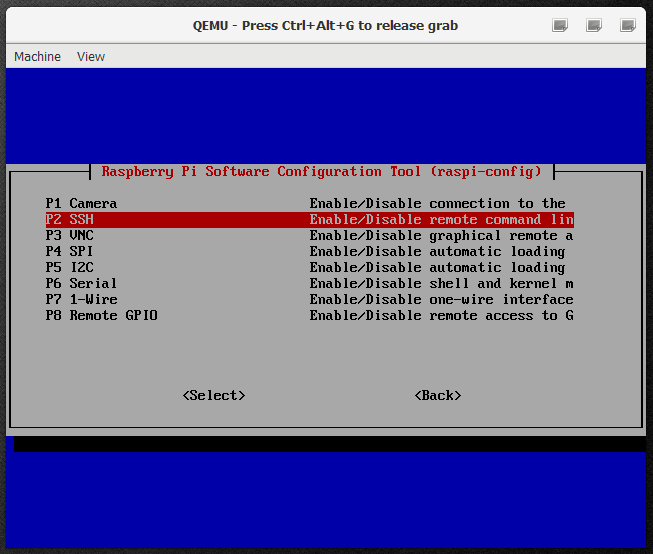 QEMU - Press Ctrl+Alt+G to release grab
Machine View
Raspberry Pi Software Configuration Tool (raspi-config)
P1 Camera Enable/Disable connection to the
P2 SSH Enable/Disable remote command lin
P3 VNC Enable/Disable graphical remote a
P4 SPI Enable/Disable automatic loading
P5 I2C Enable/Disable automatic loading
P6 Serial Enable/Disable shell and kernel m
P7 1-Wire Enable/Disable one-wire interface
P8 Remote GPIO Enable/Disable remote access to G
<Select> <Back>